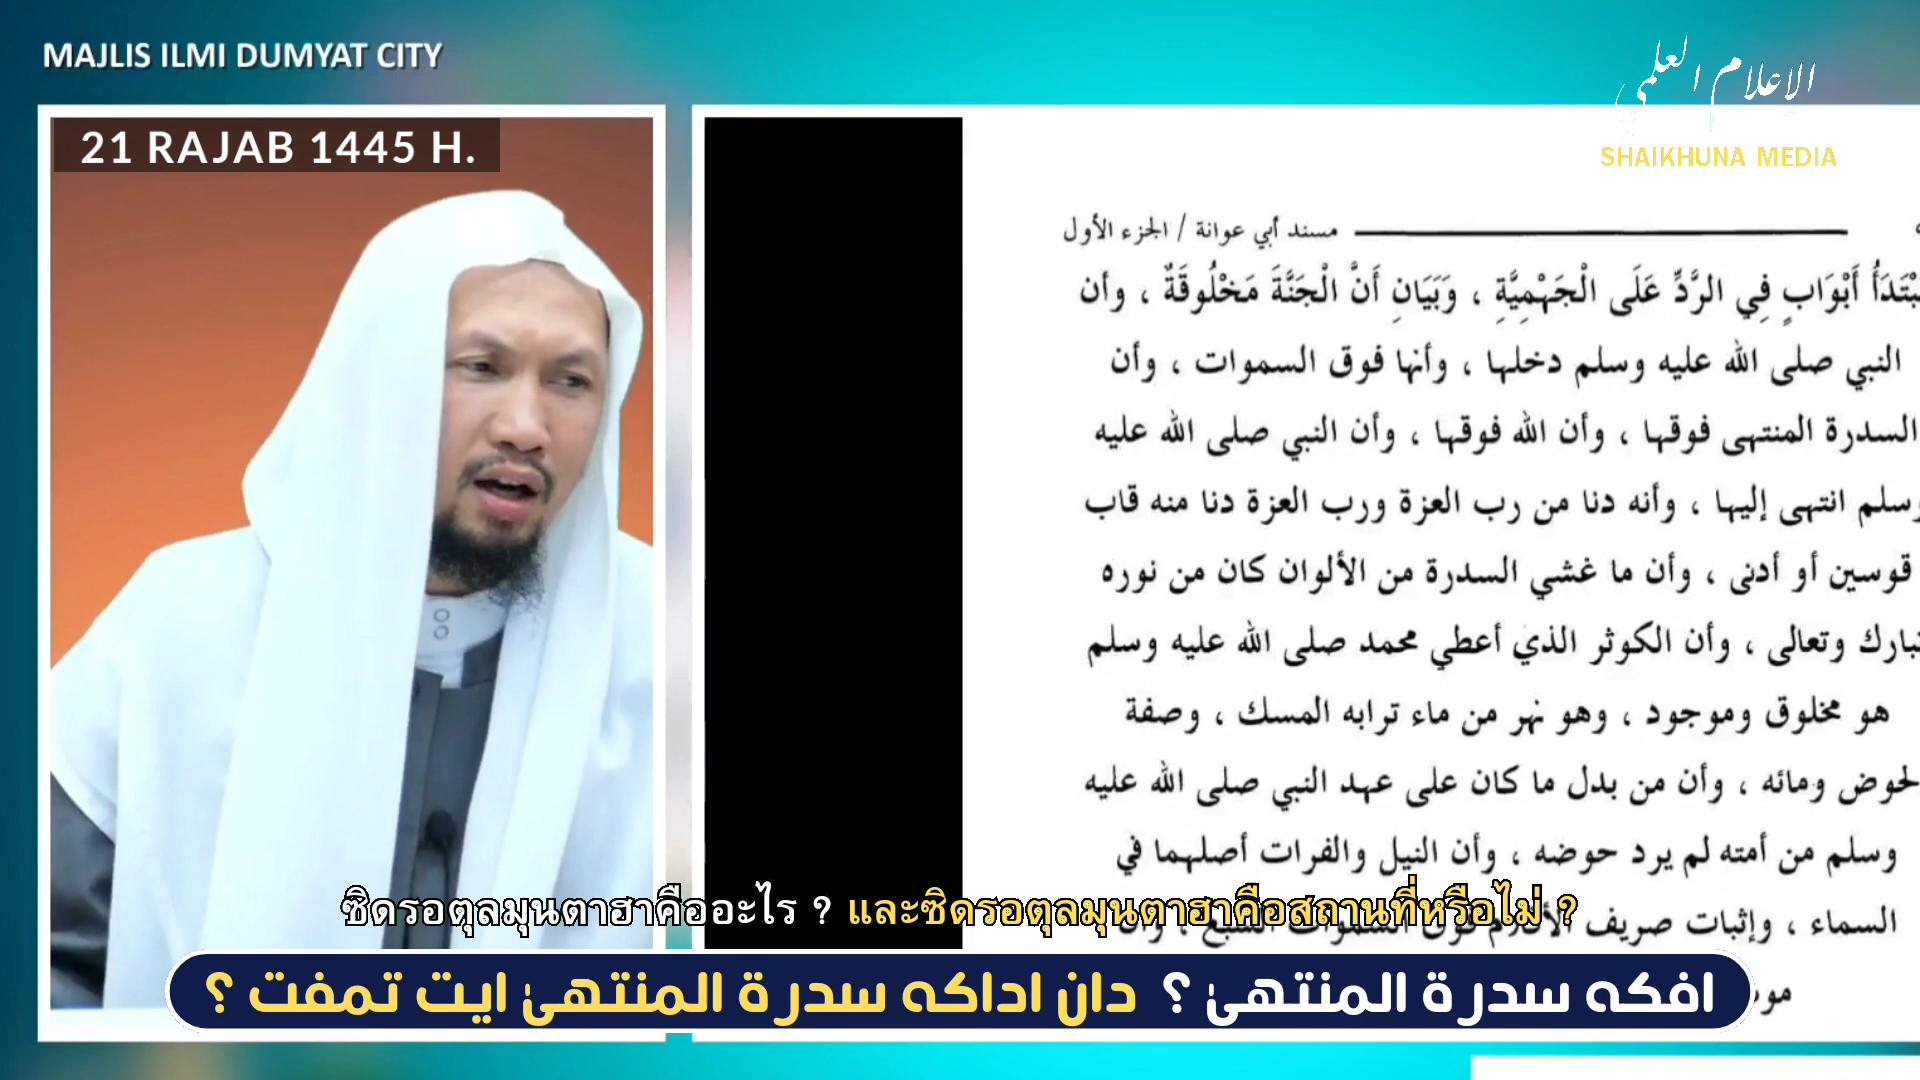 MAJLIS ILMI DUMYAT CITY
الاعلام العلمي
SHAIKHUNA MEDIA
21 RAJAB 1445 H.
مسند أبي عوانة / الجزء الأول
أَبْوَابٍ فِي الرَّدِّ عَلَى الْجَهْمِيَّةِ ، وَبَيَانِ أَنَّ الْجَنَّةَ مَخْلُوقَةٌ ، وأن
النبي صلى الله عليه وسلم دخلها ، وأنها فوق السموات ، وأن
السدرة المنتهى فوقها ، وأن الله فوقها ، وأن النبي صلى الله عليه
وسلم انتهى إليها ، وأنه دنا من رب العزة ورب العزة دنا منه قاب
قوسين أو أدنى ، وأن ما غشي السدرة من الألوان كان من نوره
وتعالى ، وأن الكوثر الذي أعطي محمد صلى الله عليه وسلم
هو مخلوق وموجود ، وهو نهر من ماء ترابه المسك ، وصفة
ومائه ، وأن من بدل ما كان على عهد النبي صلى الله عليه
وسلم من أمته لم يرد حوضه ، وأن النيل والفرات أصلهما في
السماء ، وإثبات صريف
ซิดรอตุลมุนตาฮาคืออะไร ? และซิดรอตุลมุนตาฮาคือสถานที่หรือไม่ ?
افكه سدرة المنتهىٰ ؟ دان اداكه سدرة المنتهىٰ ايت تمفت ؟